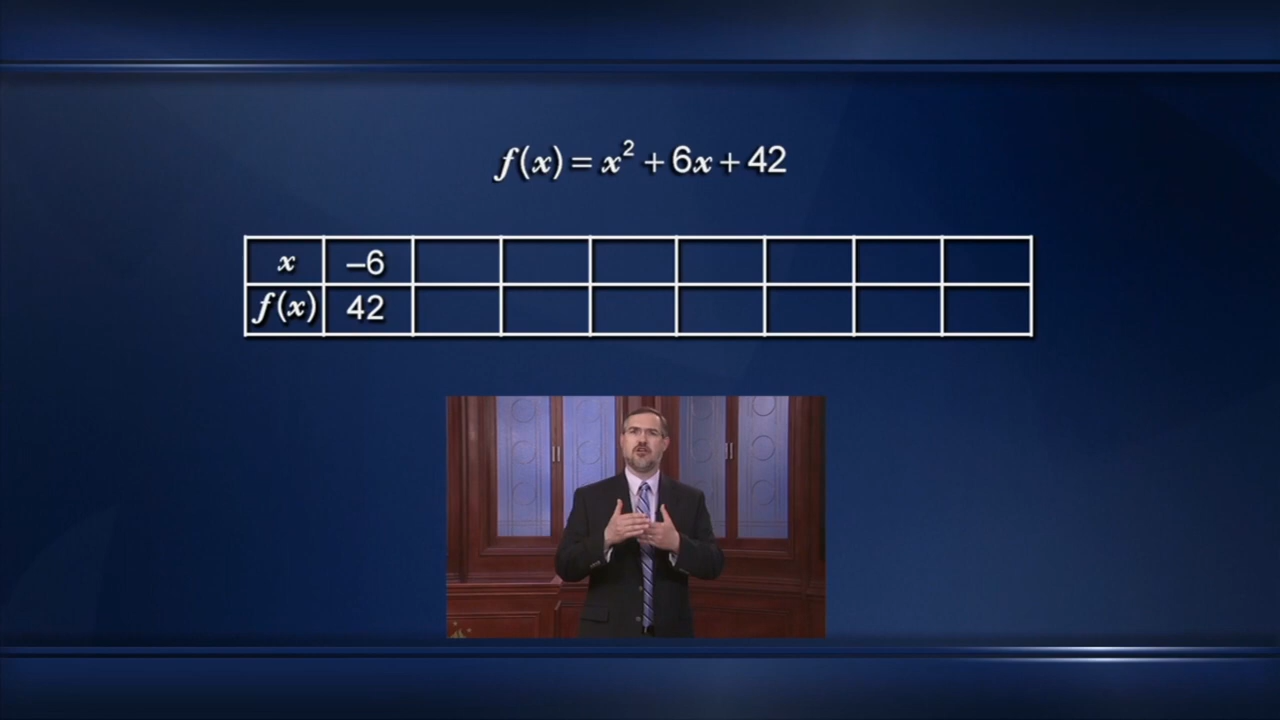 f(x) = x² + 6x + 42
x –6
f(x) 42